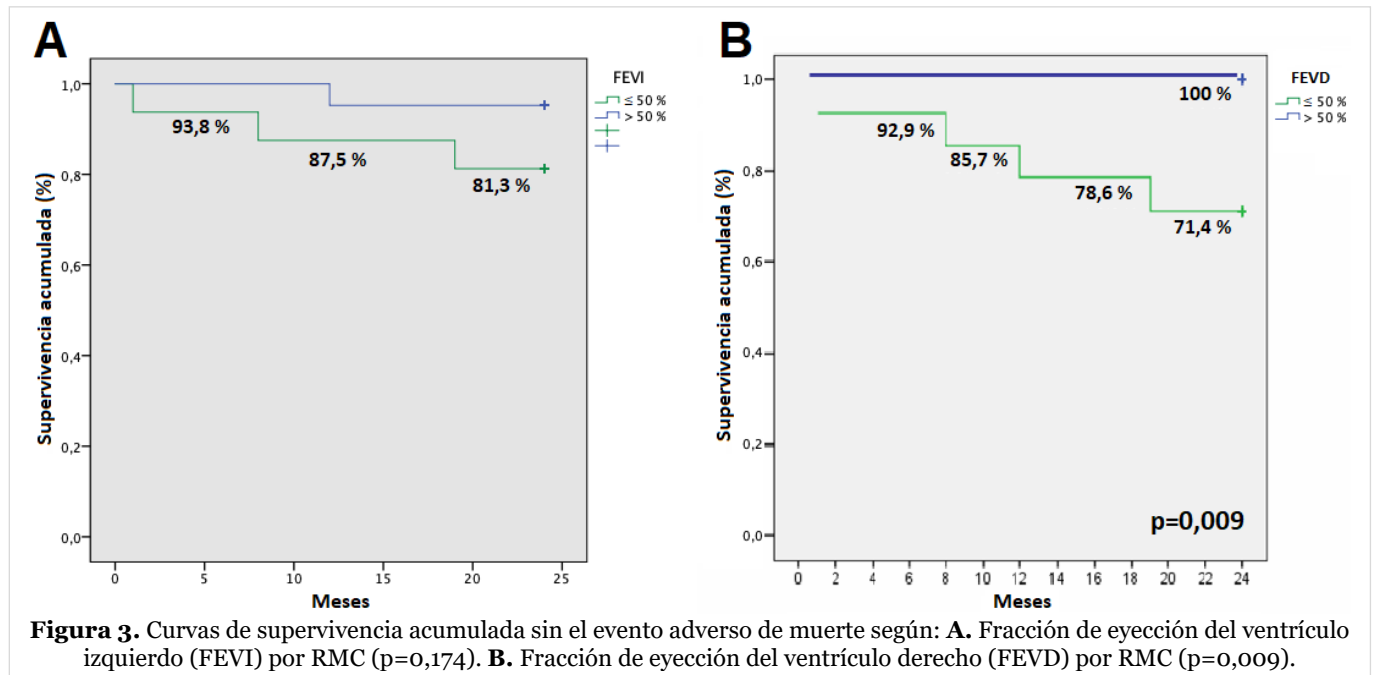 A
B
FEVI
≤ 50 %
> 50 %
FEVD
≤ 50 %
> 50 %
1,0
0,8
0,6
0,4
0,2
0,0
Supervivencia acumulada (%)
93,8 %
87,5 %
81,3 %
0 5 10 15 20 25
Meses
1,0
0,8
0,6
0,4
0,2
0,0
Supervivencia acumulada (%)
100 %
92,9 %
85,7 %
78,6 %
71,4 %
p=0,009
0 2 4 6 8 10 12 14 16 18 20 22 24
Meses
Figura 3. Curvas de supervivencia acumulada sin el evento adverso de muerte según: A. Fracción de eyección del ventrículo
izquierdo (FEVI) por RMC (p=0,174). B. Fracción de eyección del ventrículo derecho (FEVD) por RMC (p=0,009).